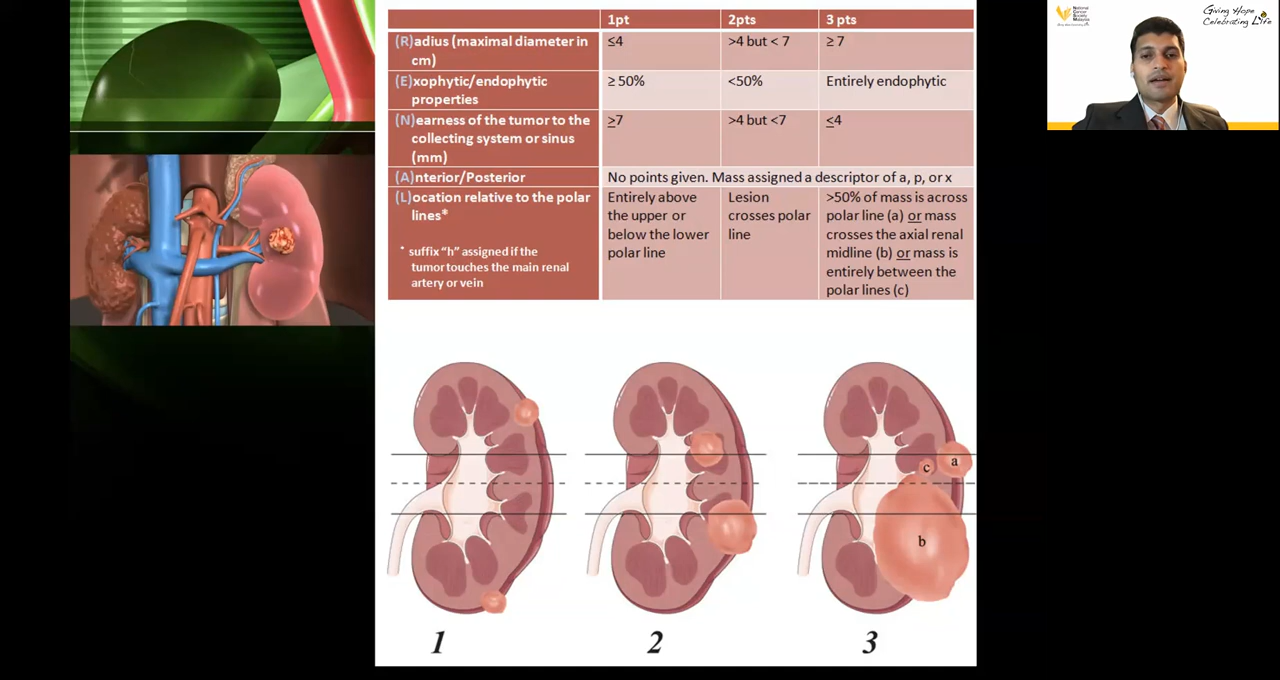 1pt 2pts 3 pts
(R)adius (maximal diameter in ≤4 >4 but < 7 ≥ 7
cm)
(E)xophytic/endophytic ≥ 50% <50% Entirely endophytic
properties
(N)earness of the tumor to the ≥7 >4 but <7 ≤4
collecting system or sinus
(mm)
(A)nterior/Posterior No points given. Mass assigned a descriptor of a, p, or x
(L)ocation relative to the polar
lines*
* suffix "h" assigned if the
tumor touches the main renal
artery or vein
Entirely above
the upper or
below the lower
polar line
Lesion
crosses polar
line
>50% of mass is across
polar line (a) or mass
crosses the axial renal
midline (b) or mass is
entirely between the
polar lines (c)
a
c
b
1 2 3
National
Cancer
Society
Malaysia
Giving Hope
Celebrating Life